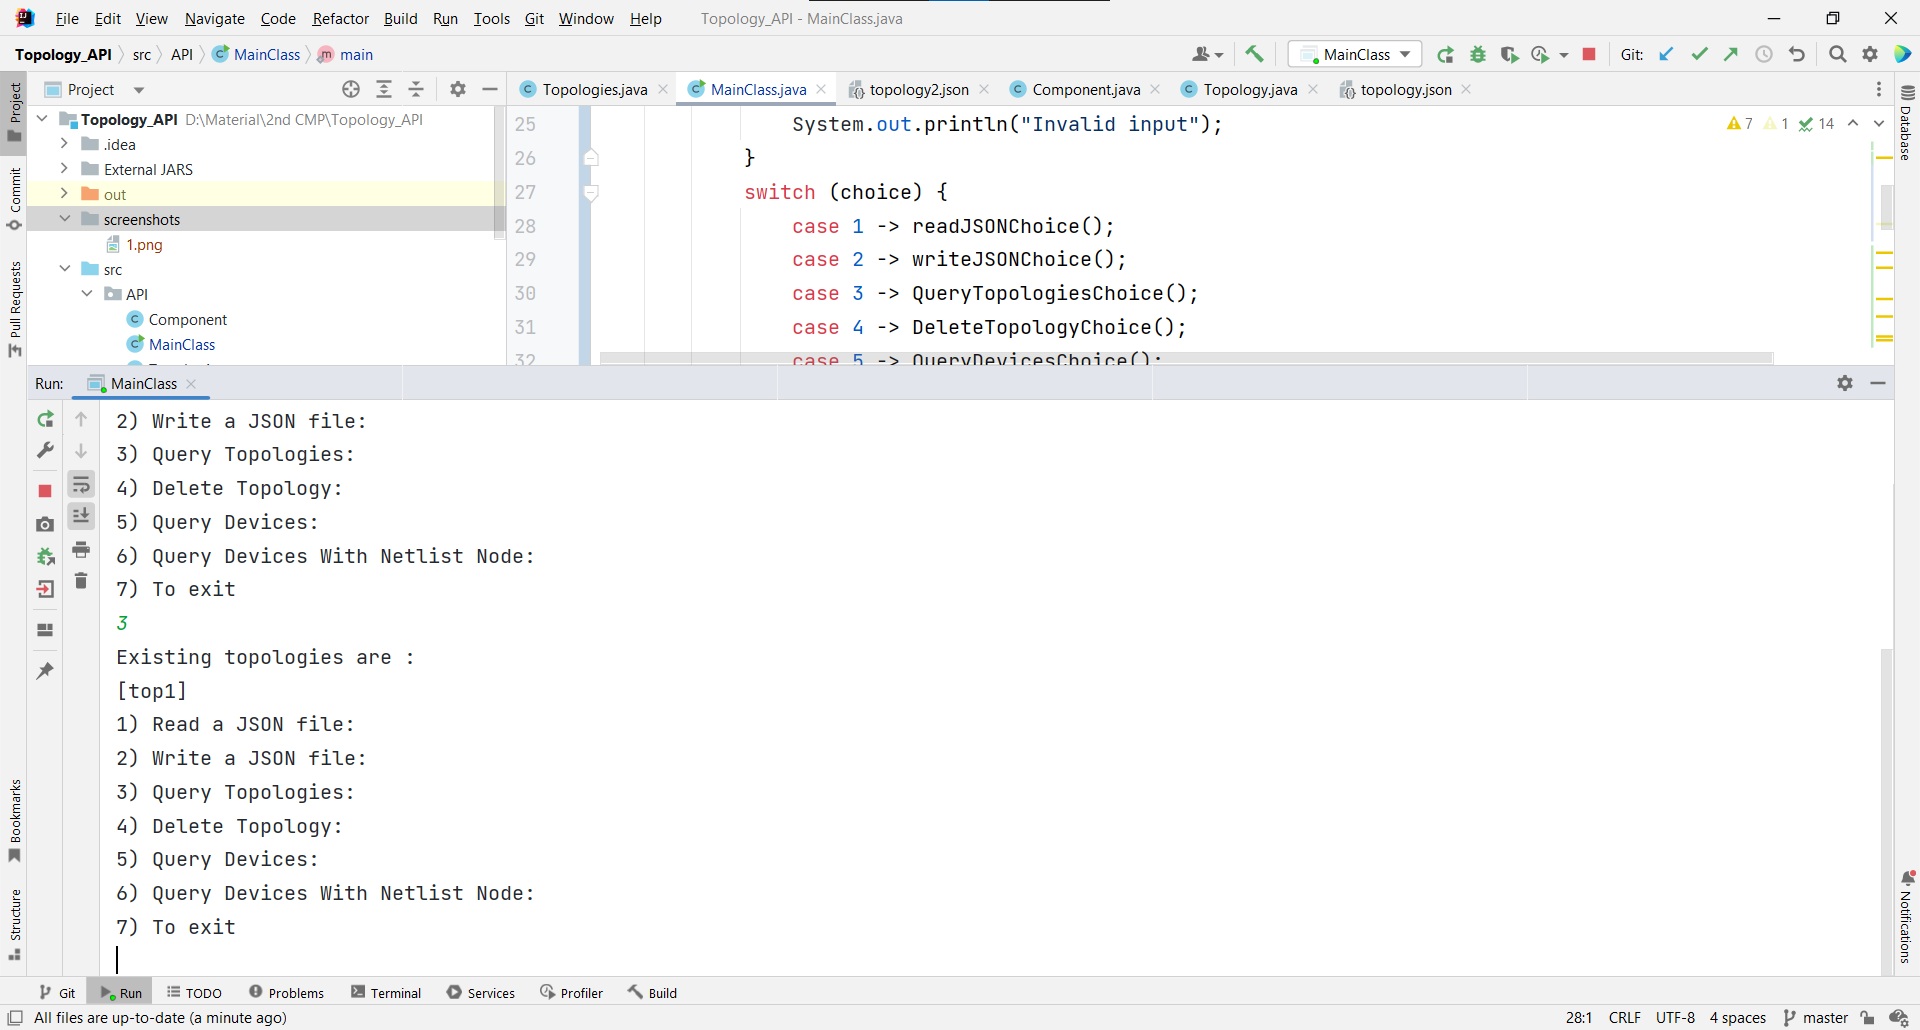 File Edit View Navigate Code Refactor Build Run Tools Git Window Help Topology_API - MainClass.java
Topology_API src API MainClass main MainClass Git:
Project
Topologies.java MainClass.java topology2.json Component.java Topology.java topology.json
Project
Commit
Pull Requests
Bookmarks
Structure
Topology_API D:\Material\2nd CMP\Topology_API
.idea
External JARS
out
screenshots
1.png
src
API
Component
MainClass
7 1 14
25 System.out.println("Invalid input");
26 }
27 switch (choice) {
28 case 1 -> readJSONChoice();
29 case 2 -> writeJSONChoice();
30 case 3 -> QueryTopologiesChoice();
31 case 4 -> DeleteTopologyChoice();
32 case 5 -> QueryDevicesChoice();
Database
Notifications
Run: MainClass
2) Write a JSON file:
3) Query Topologies:
4) Delete Topology:
5) Query Devices:
6) Query Devices With Netlist Node:
7) To exit
3
Existing topologies are :
[top1]
1) Read a JSON file:
2) Write a JSON file:
3) Query Topologies:
4) Delete Topology:
5) Query Devices:
6) Query Devices With Netlist Node:
7) To exit
Git Run TODO Problems Terminal Services Profiler Build
All files are up-to-date (a minute ago) 28:1 CRLF UTF-8 4 spaces master